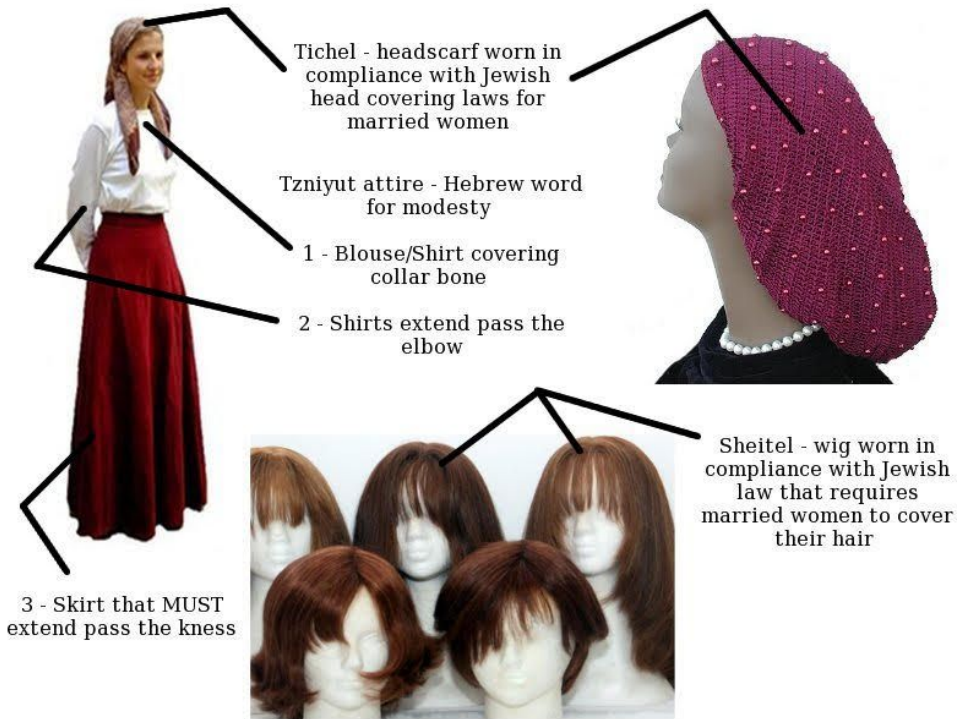 Tichel - headscarf worn in
compliance with Jewish
head covering laws for
married women
Tzniyut attire - Hebrew word
for modesty
1 - Blouse/Shirt covering
collar bone
2 - Shirts extend pass the
elbow
Sheitel - wig worn in
compliance with Jewish
law that requires
married women to cover
their hair
3 - Skirt that MUST
extend pass the kness